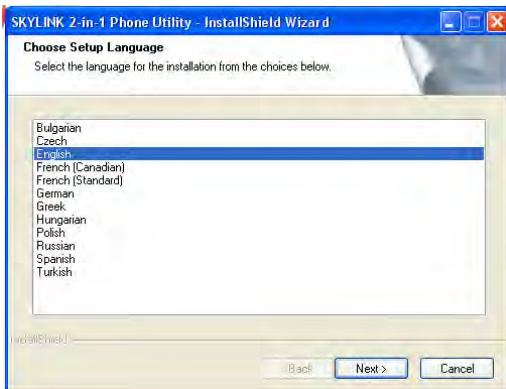 SKYLINK 2-in-1 Phone Utility - InstallShield Wizard
Choose Setup Language
Select the language for the installation from the choices below.
Bulgarian
Czech
English
French (Canadian)
French (Standard)
German
Greek
Hungarian
Polish
Russian
Spanish
Turkish
InstallShield
Back Next > Cancel